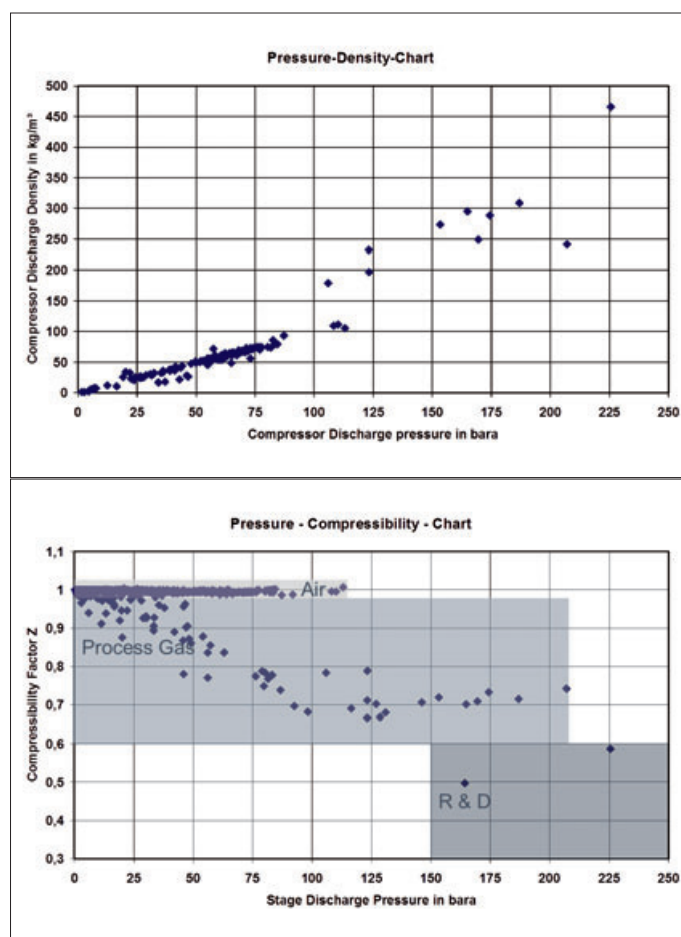 Pressure-Density-Chart
500
450
400
350
300
250
200
150
100
50
0
Compressor Discharge Density in kg/m³
0 25 50 75 100 125 150 175 200 225 250
Compressor Discharge pressure in bara
Pressure - Compressibility - Chart
1,1
1
0,9
0,8
0,7
0,6
0,5
0,4
0,3
Compressibility Factor Z
Air
Process Gas
R & D
0 25 50 75 100 125 150 175 200 225 250
Stage Discharge Pressure in bara